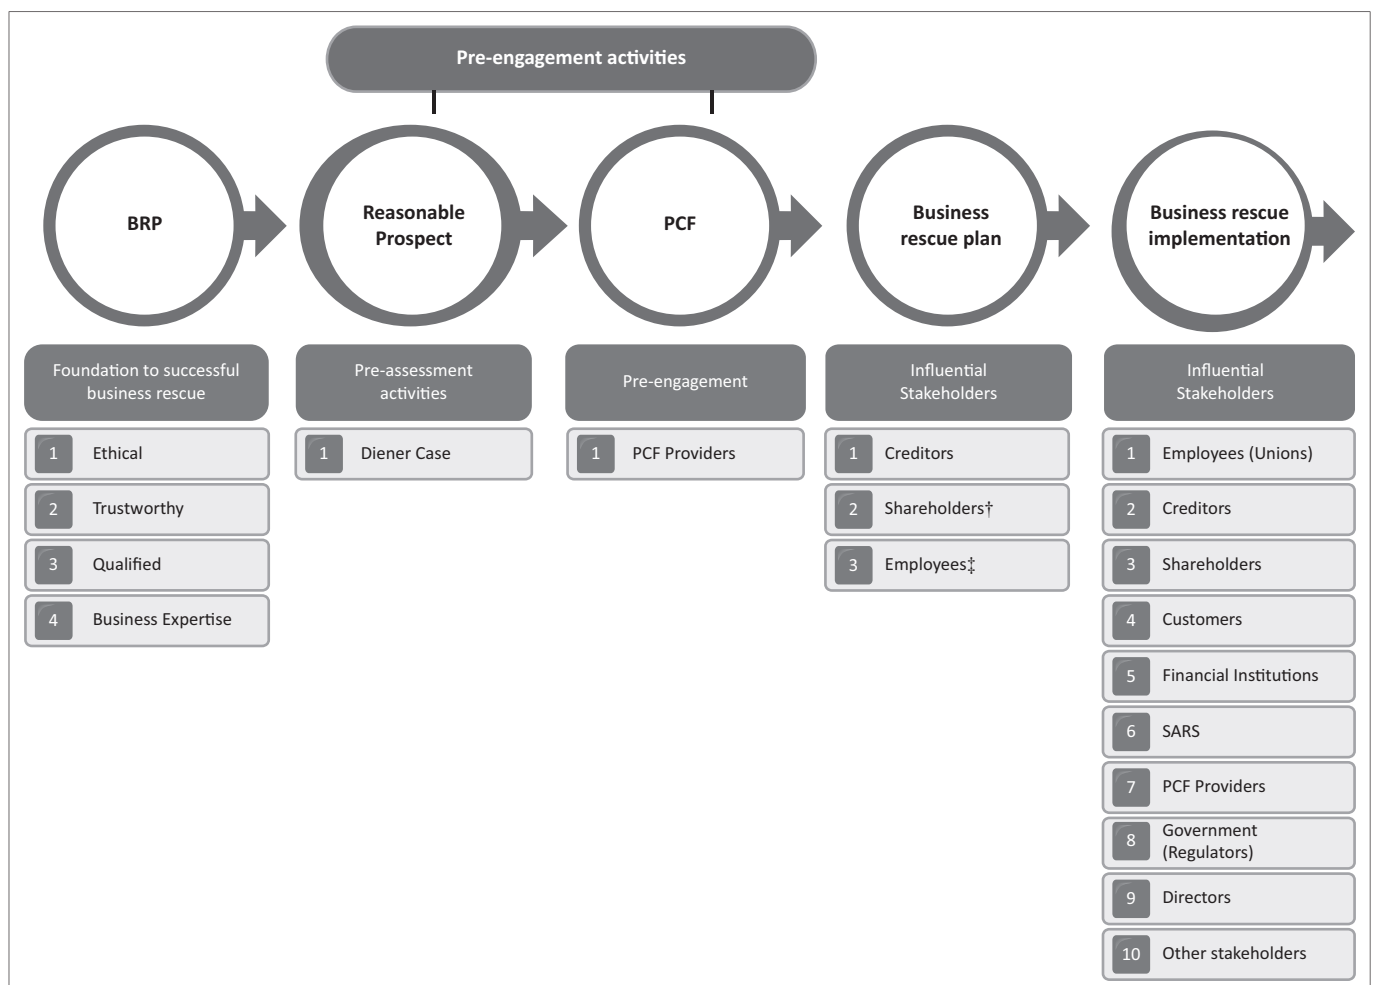 Pre-engagement activities
BRP
Reasonable
Prospect
PCF
Business
rescue plan
Business rescue
implementation
Foundation to successful
business rescue
1 Ethical
2 Trustworthy
3 Qualified
4 Business Expertise
Pre-assessment
activities
1 Diener Case
Pre-engagement
1 PCF Providers
Influential
Stakeholders
1 Creditors
2 Shareholders†
3 Employees‡
Influential
Stakeholders
1 Employees (Unions)
2 Creditors
3 Shareholders
4 Customers
5 Financial Institutions
6 SARS
7 PCF Providers
8 Government
(Regulators)
9 Directors
10 Other stakeholders